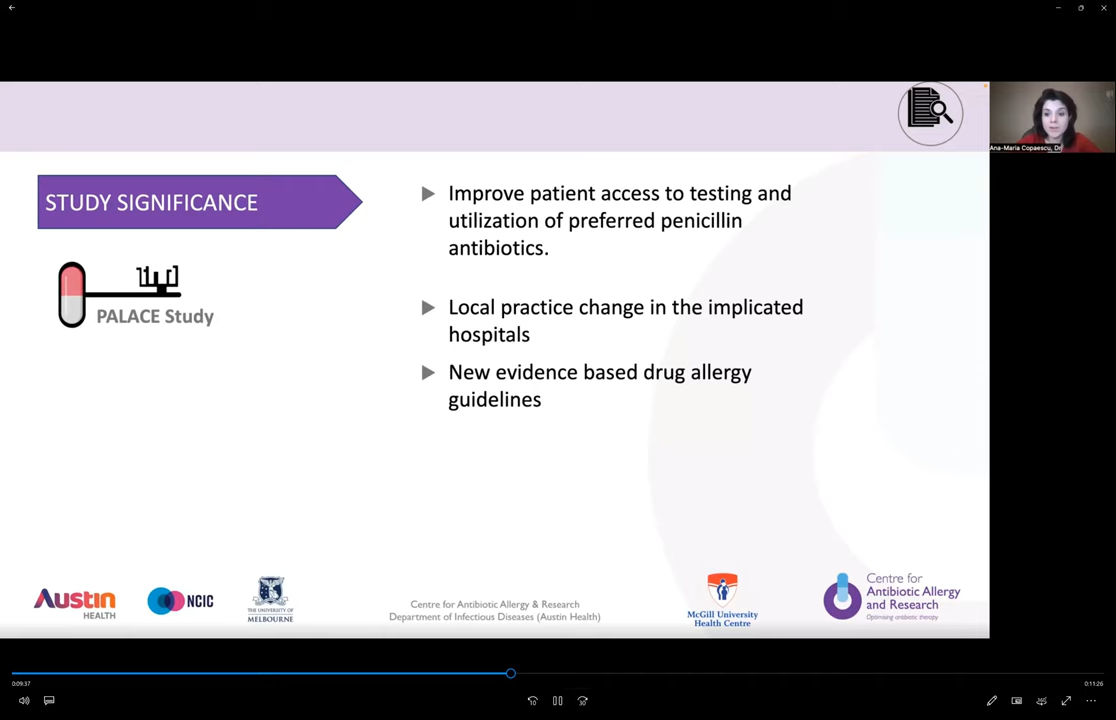 Ana-Maria Copaescu, Dr
STUDY SIGNIFICANCE
PALACE Study
Improve patient access to testing and
utilization of preferred penicillin
antibiotics.
Local practice change in the implicated
hospitals
New evidence based drug allergy
guidelines
Austin
HEALTH
NCIC
THE UNIVERSITY OF
MELBOURNE
Centre for Antibiotic Allergy & Research
Department of Infectious Diseases (Austin Health)
McGill University
Health Centre
Centre for
Antibiotic Allergy
and Research
Optimising antibiotic therapy
0:09:37
0:11:26
10
30